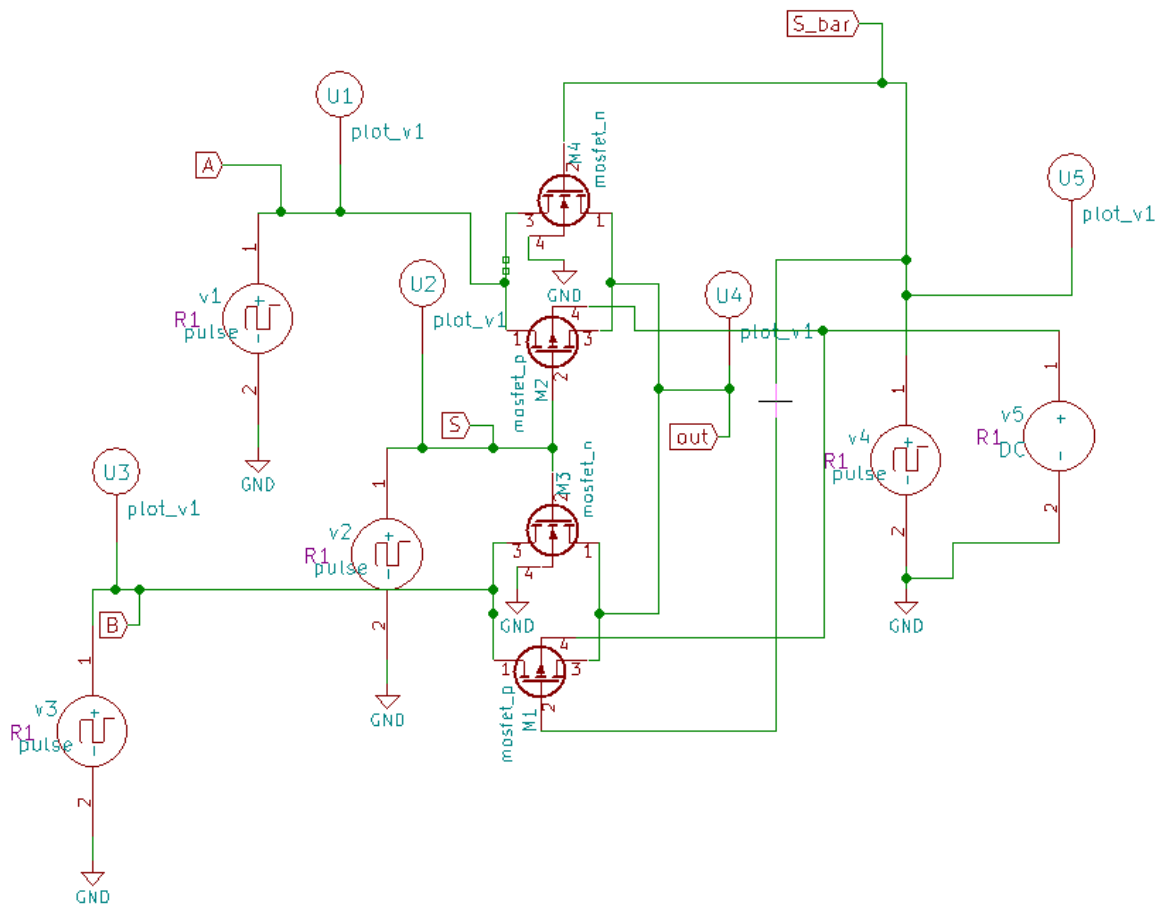 S_bar
U1
plot_v1
A
M4
mosfet_n
2
3
1
4
GND
U5
plot_v1
1
v1
R1
pulse
2
GND
U2
plot_v1
U4
plot_v1
4
1
3
2
mosfet_p
M2
S
out
1
v4
R1
pulse
2
GND
1
v5
R1
DC
2
U3
plot_v1
1
v2
R1
pulse
2
GND
M3
mosfet_n
2
3
1
4
GND
B
1
v3
R1
pulse
2
GND
4
1
3
2
mosfet_p
M1